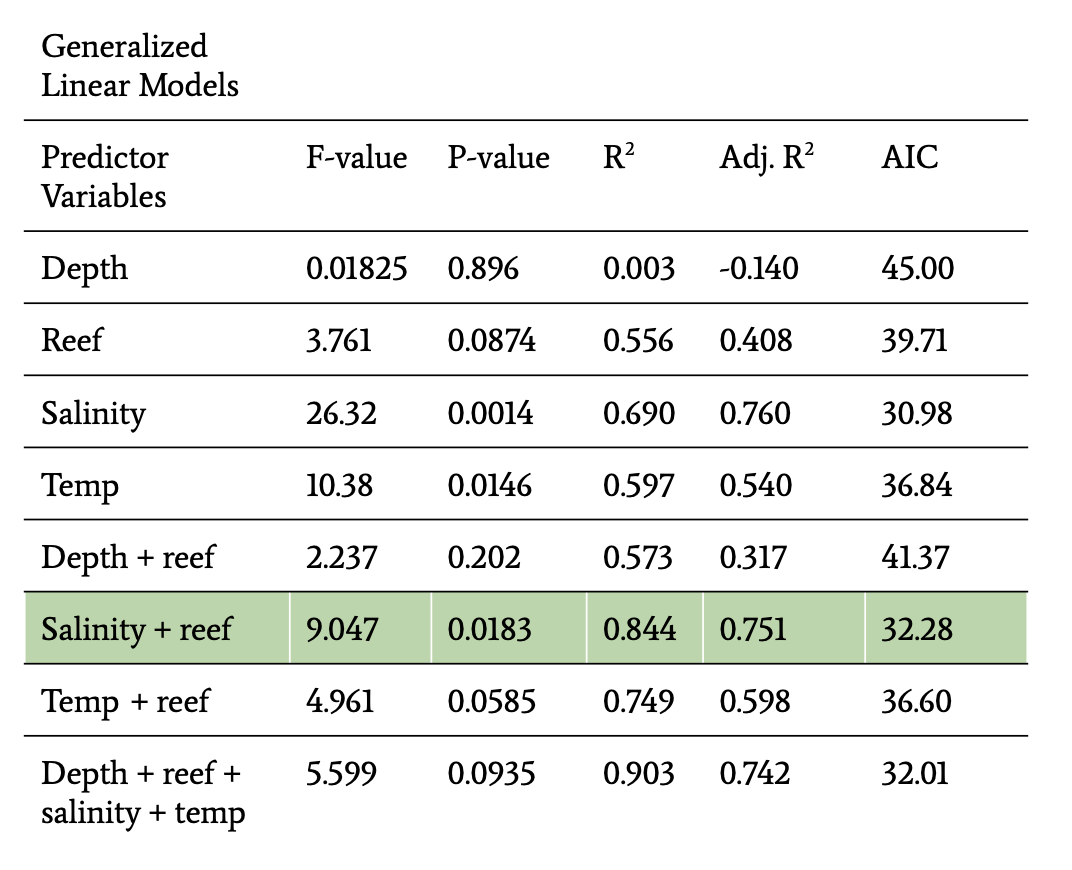 Generalized
Linear Models
Predictor Variables F-value P-value R² Adj. R² AIC
Depth 0.01825 0.896 0.003 -0.140 45.00
Reef 3.761 0.0874 0.556 0.408 39.71
Salinity 26.32 0.0014 0.690 0.760 30.98
Temp 10.38 0.0146 0.597 0.540 36.84
Depth + reef 2.237 0.202 0.573 0.317 41.37
Salinity + reef 9.047 0.0183 0.844 0.751 32.28
Temp + reef 4.961 0.0585 0.749 0.598 36.60
Depth + reef + 5.599 0.0935 0.903 0.742 32.01
salinity + temp